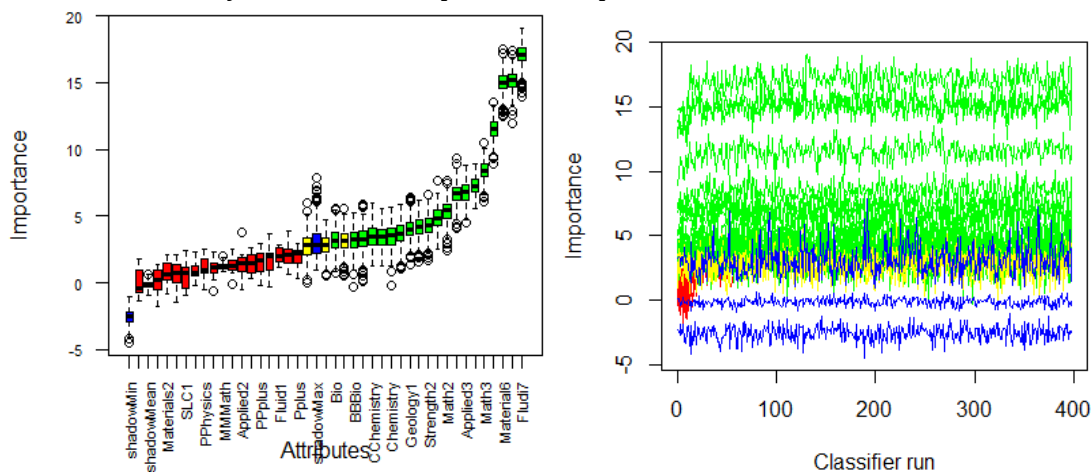 Importance
20
15
10
5
0
-5
shadowMin
shadowMean
Materials2
SLC1
PPhysics
MMMath
Applied2
PPplus
Fluid1
Pplus
shadowMax
Bio
BBBio
CChemistry
Chemistry
Geology1
Strength2
Math2
Applied3
Math3
Material6
Fludi7
Attributes
Importance
20
15
10
5
0
-5
0
100
200
300
400
Classifier run